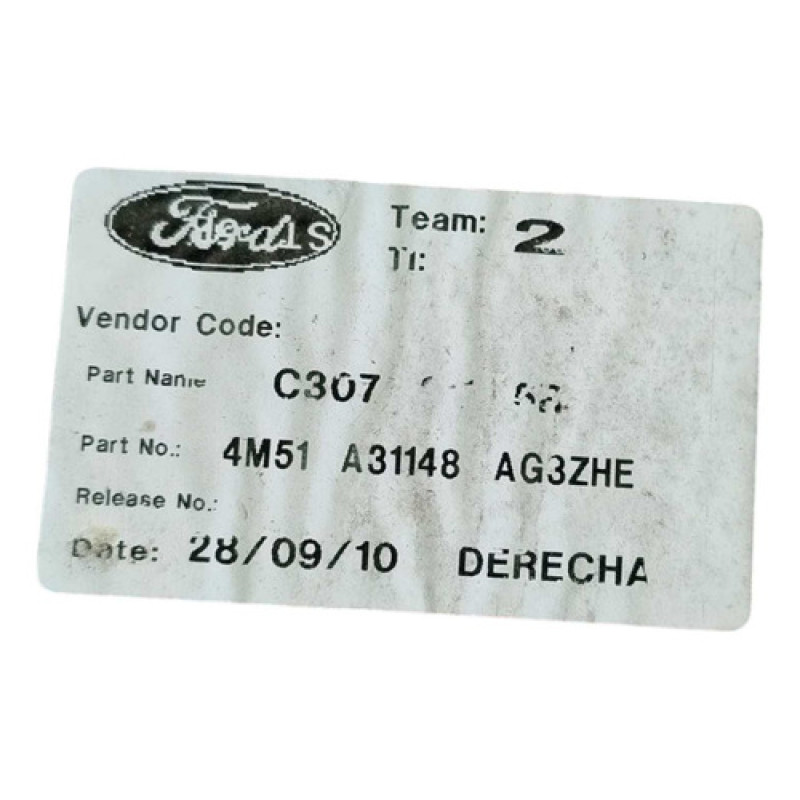 Ford
Team: 2
Vendor Code:
Part Name C307
Part No.: 4M51 A31148 AG3ZHE
Release No.:
Date: 28/09/10 DERECHA